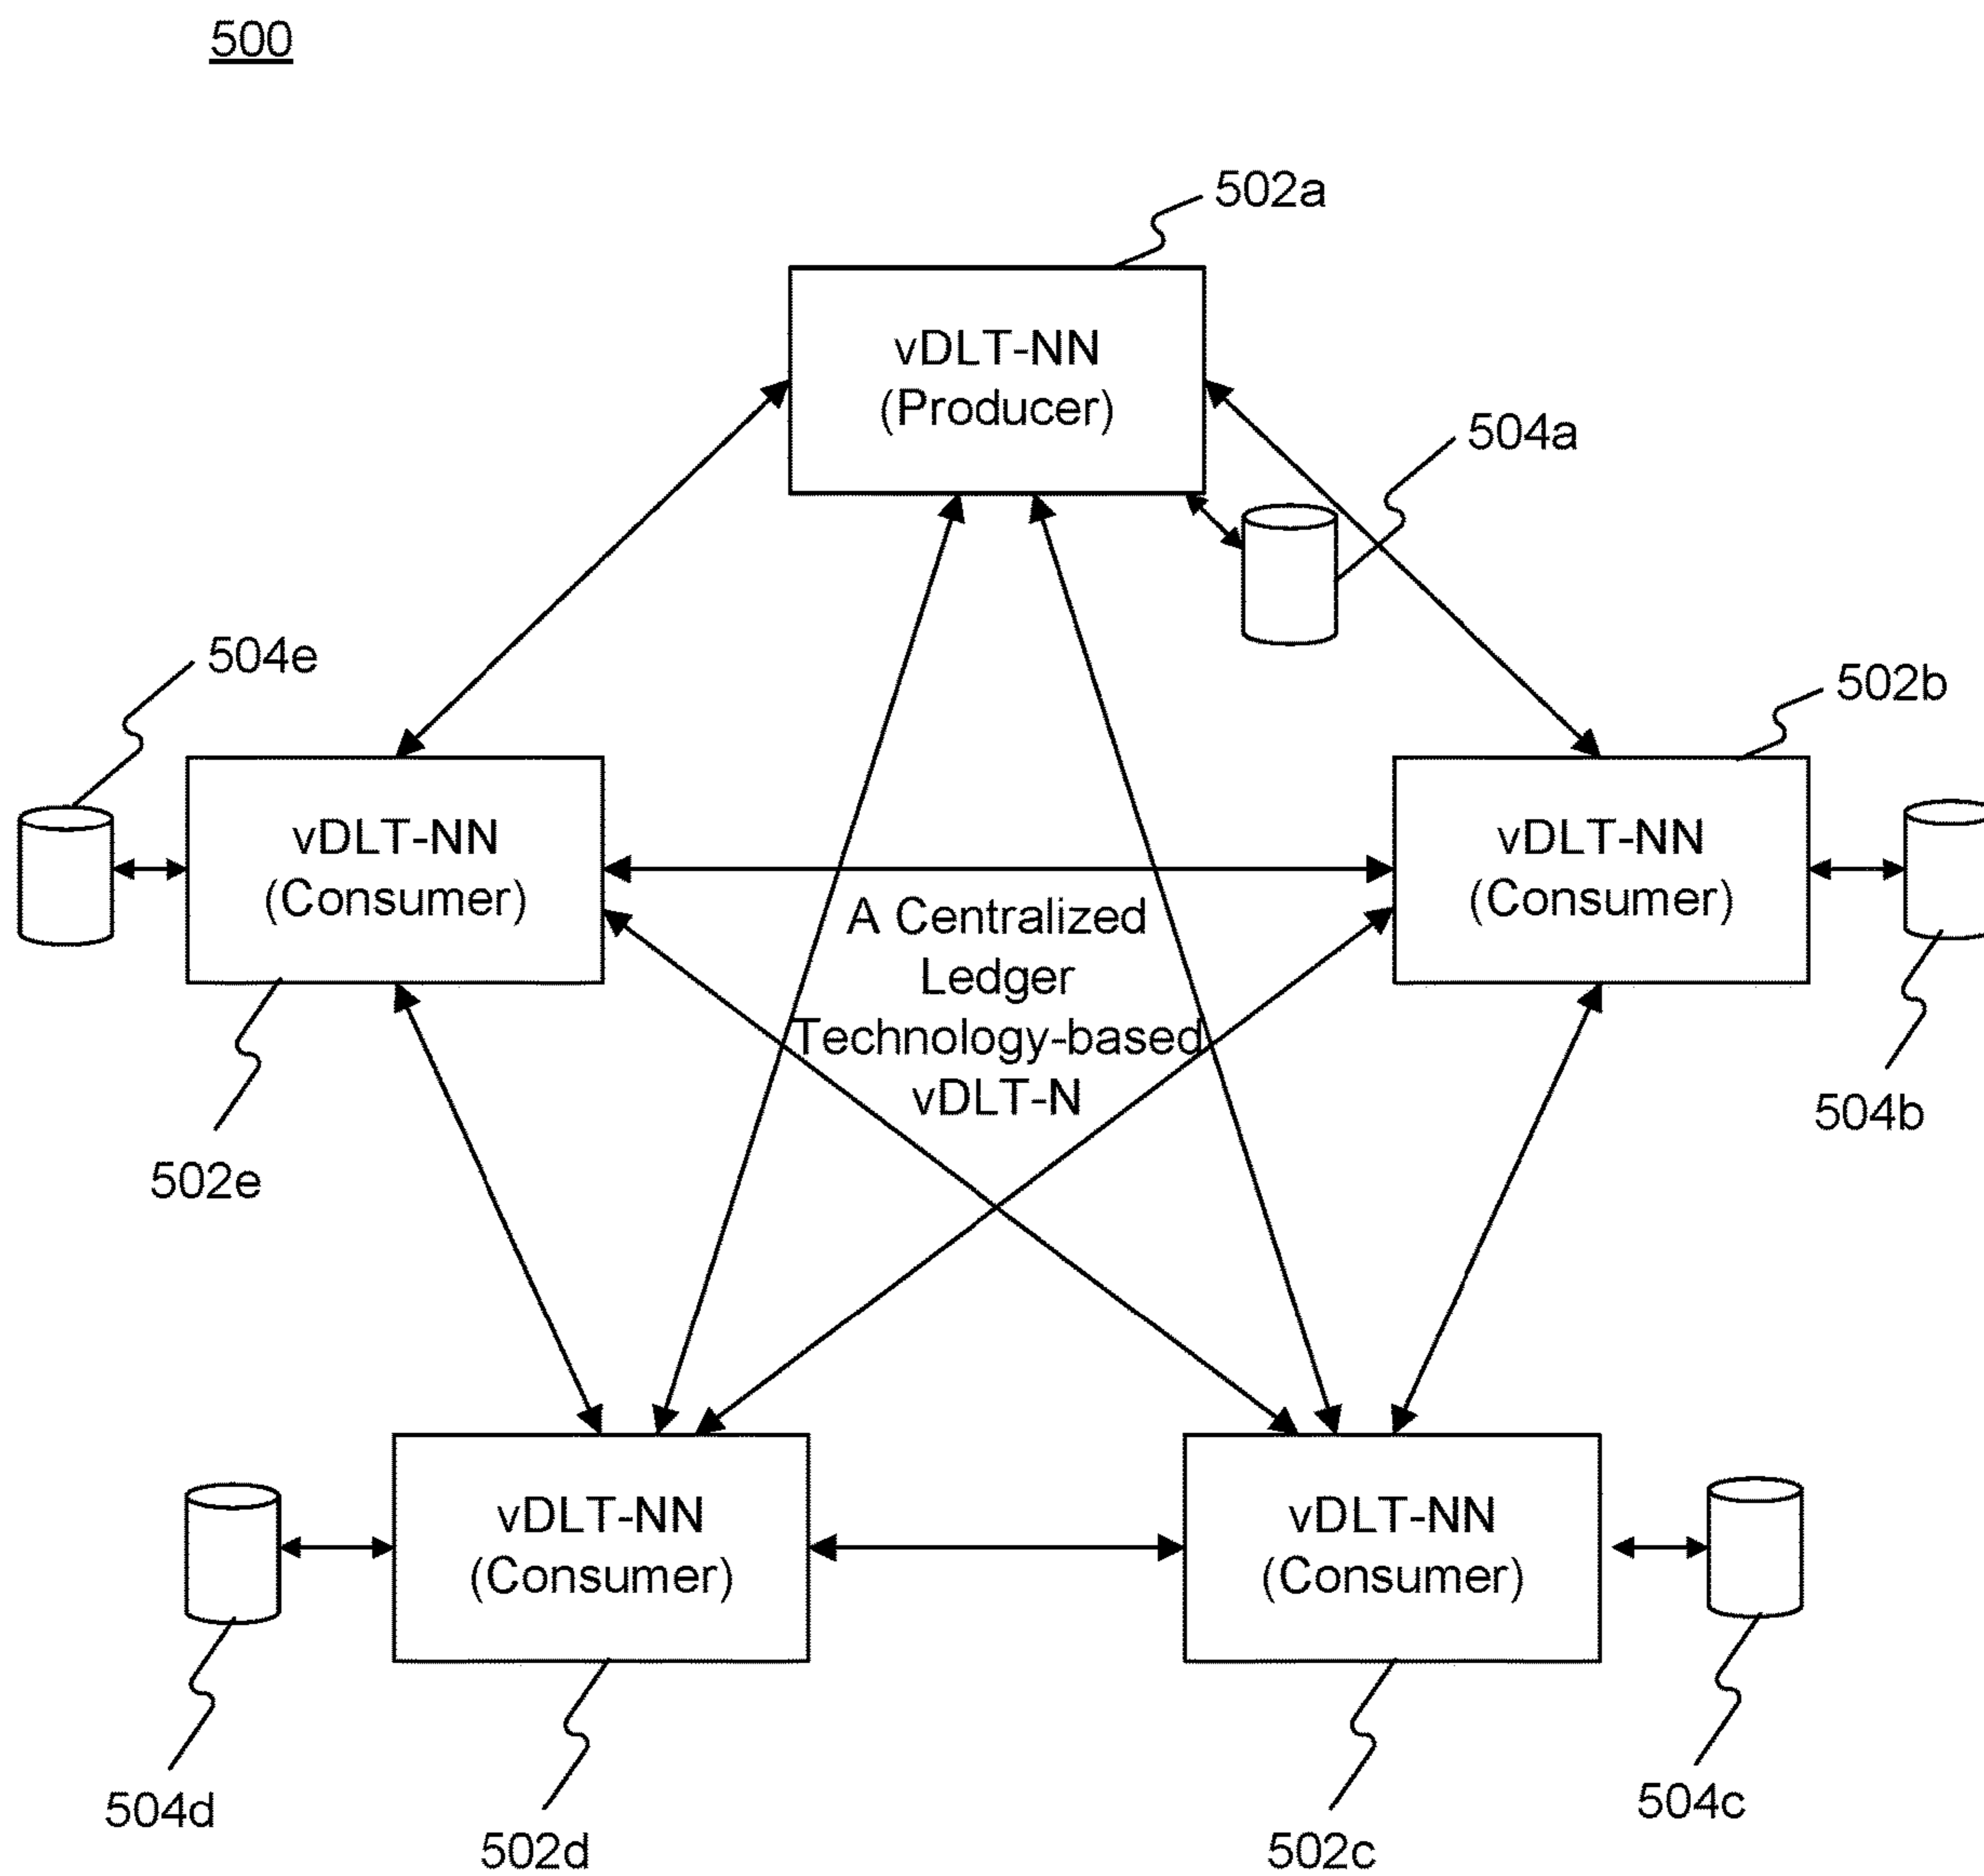 500
502a
vDLT-NN
(Producer)
504a
504e
502b
vDLT-NN
(Consumer)
vDLT-NN
(Consumer)
A Centralized
Ledger
Technology-based
vDLT-N
504b
502e
vDLT-NN
(Consumer)
vDLT-NN
(Consumer)
504d
502d
502c
504c